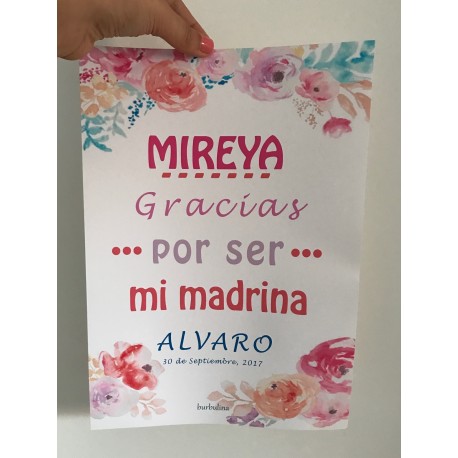 MIREYA
Gracias
••• por ser •••
mi madrina
ALVARO
30 de Septiembre, 2017
burbulina